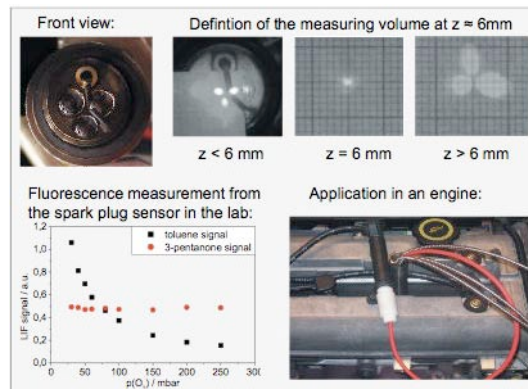 Front view:
Defintion of the measuring volume at z ≈ 6mm
z < 6 mm
z = 6 mm
z > 6 mm
Fluorescence measurement from
the spark plug sensor in the lab:
Application in an engine:
1,2
1,0
0,8
0,6
0,4
0,2
0,0
LIF signal / a.u.
toluene signal
3-pentanone signal
0 50 100 150 200 250 300
p(O₂) / mbar